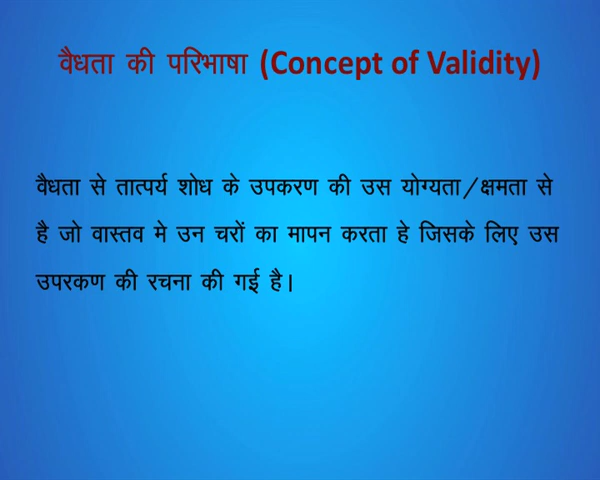 वैधता की परिभाषा (Concept of Validity)
वैधता से तात्पर्य शोध के उपकरण की उस योग्यता/क्षमता से
है जो वास्तव मे उन चरों का मापन करता हे जिसके लिए उस
उपरकण की रचना की गई है।